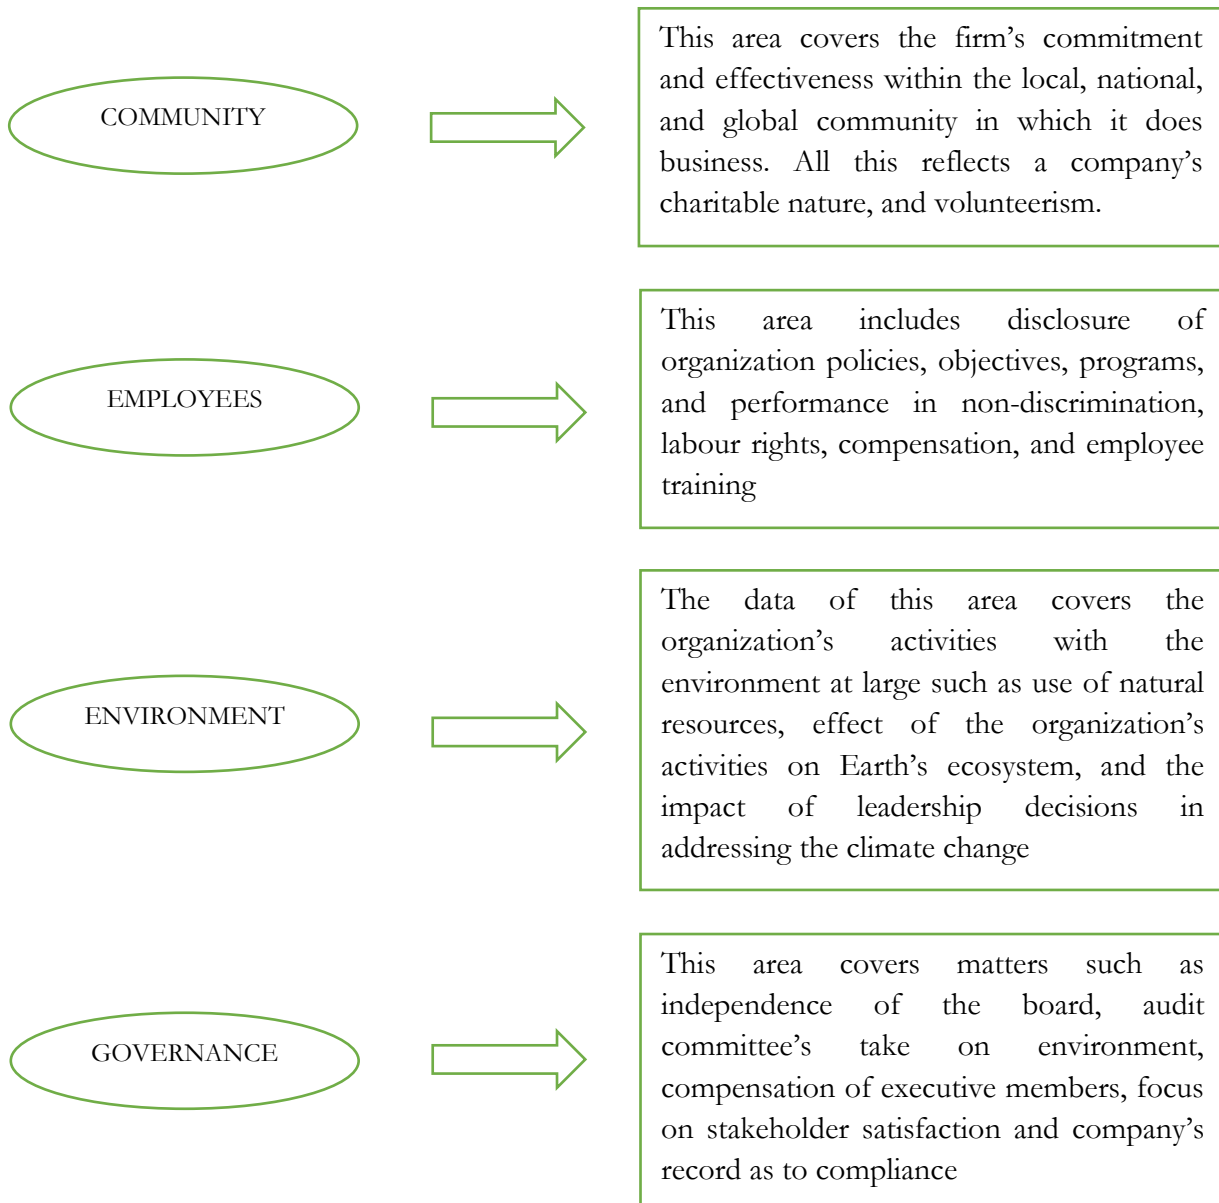 COMMUNITY
This area covers the firm’s commitment
and effectiveness within the local, national,
and global community in which it does
business. All this reflects a company’s
charitable nature, and volunteerism.
EMPLOYEES
This area includes disclosure of
organization policies, objectives, programs,
and performance in non-discrimination,
labour rights, compensation, and employee
training
ENVIRONMENT
The data of this area covers the
organization’s activities with the
environment at large such as use of natural
resources, effect of the organization’s
activities on Earth’s ecosystem, and the
impact of leadership decisions in
addressing the climate change
GOVERNANCE
This area covers matters such as
independence of the board, audit
committee’s take on environment,
compensation of executive members, focus
on stakeholder satisfaction and company’s
record as to compliance